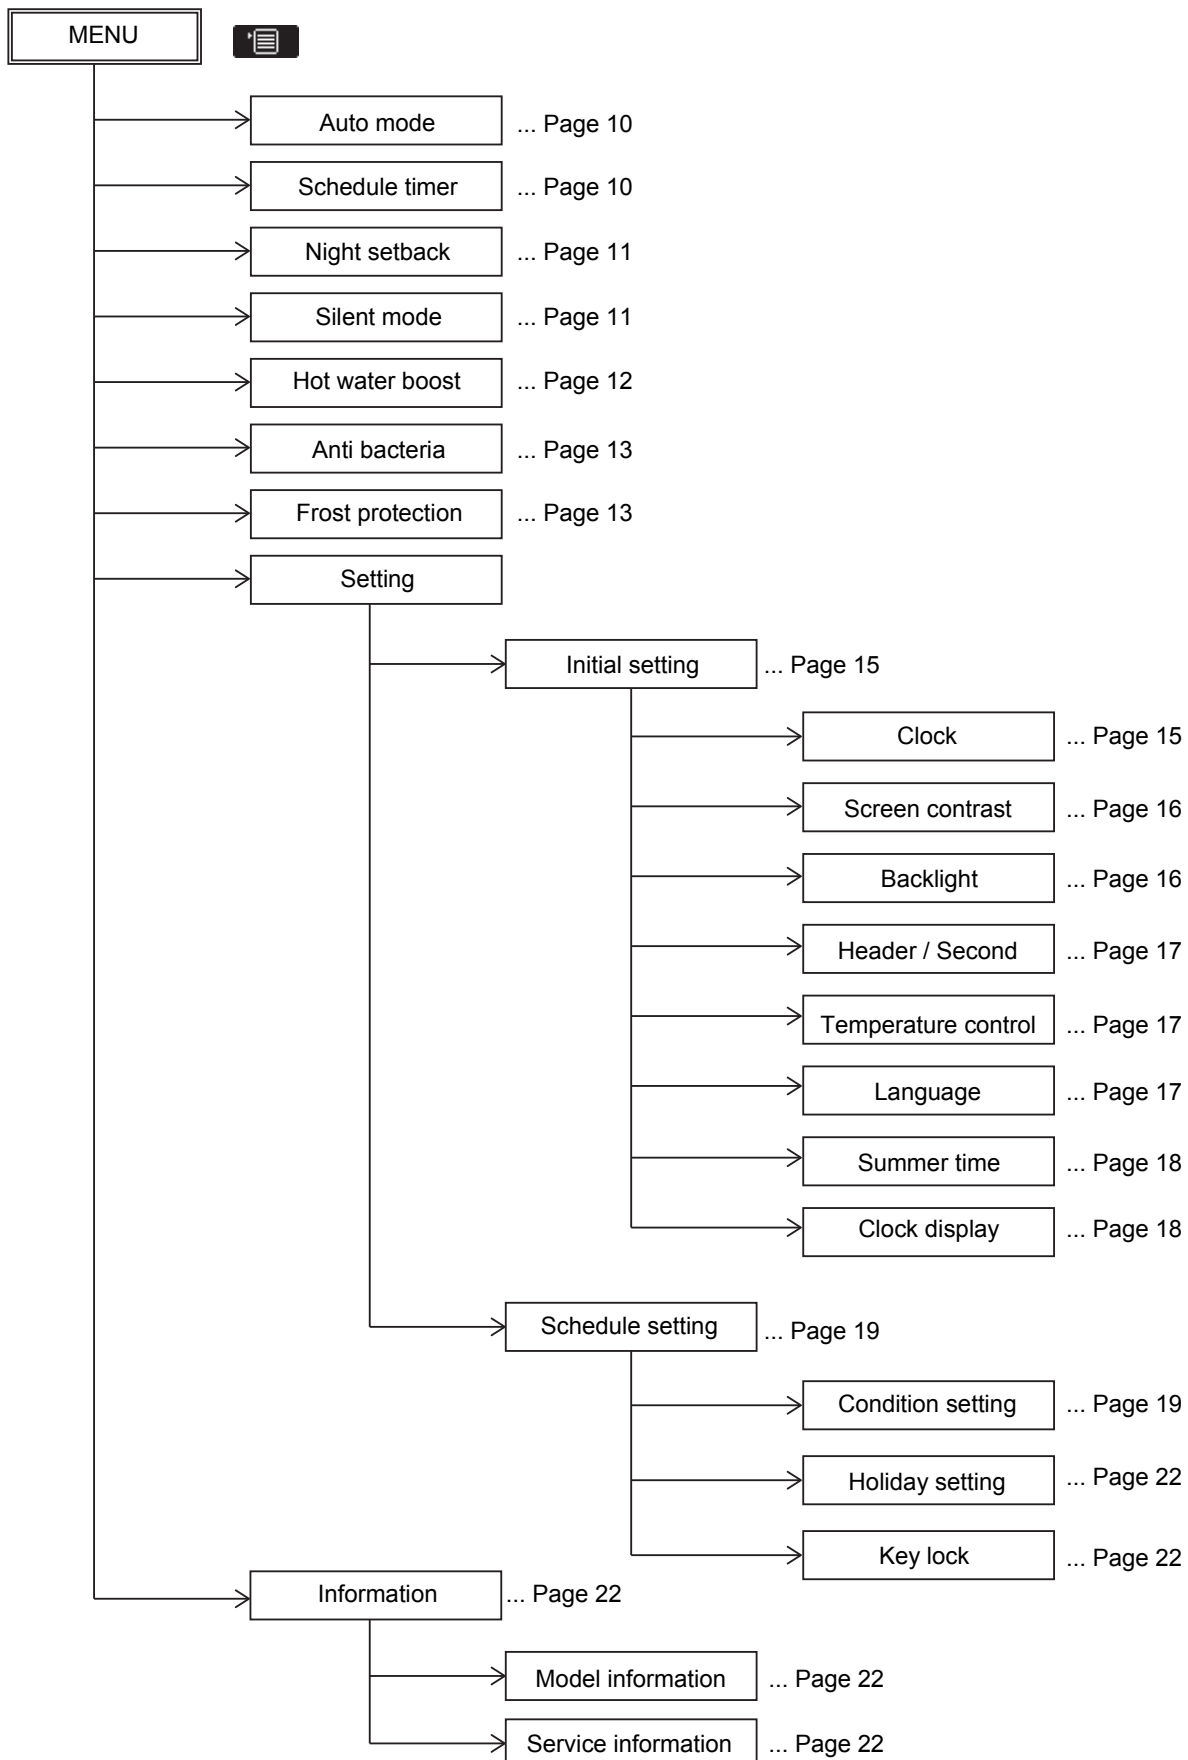 MENU
Auto mode ... Page 10
Schedule timer ... Page 10
Night setback ... Page 11
Silent mode ... Page 11
Hot water boost ... Page 12
Anti bacteria ... Page 13
Frost protection ... Page 13
Setting
Initial setting ... Page 15
Clock ... Page 15
Screen contrast ... Page 16
Backlight ... Page 16
Header / Second ... Page 17
Temperature control ... Page 17
Language ... Page 17
Summer time ... Page 18
Clock display ... Page 18
Schedule setting ... Page 19
Condition setting ... Page 19
Holiday setting ... Page 22
Key lock ... Page 22
Information ... Page 22
Model information ... Page 22
Service information ... Page 22